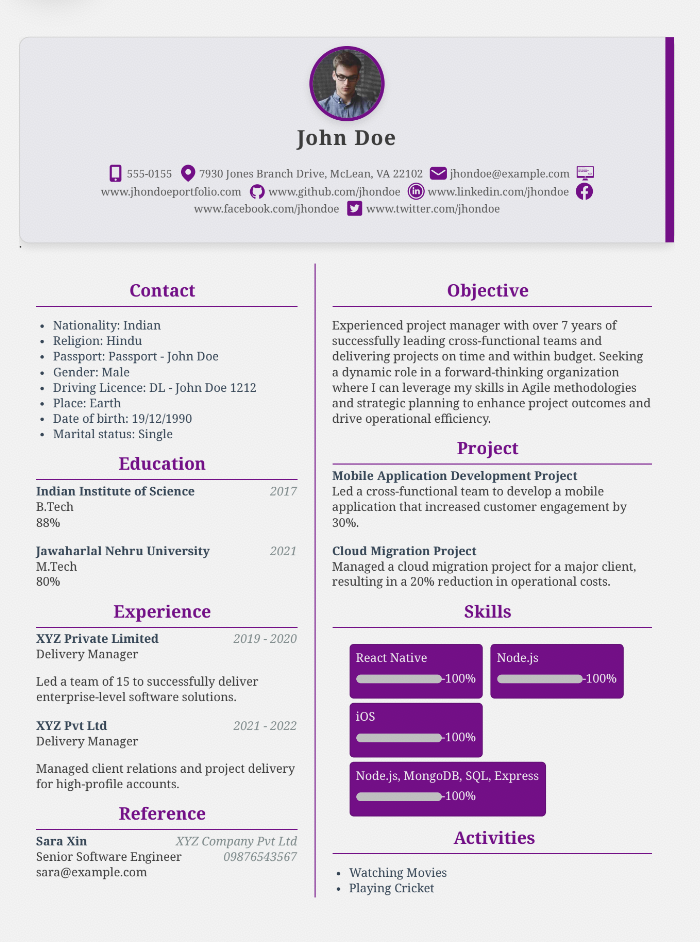 John Doe
555-0155 7930 Jones Branch Drive, McLean, VA 22102 jhondoe@example.com
www.jhondoeportfolio.com www.github.com/jhondoe www.linkedin.com/jhondoe
www.facebook.com/jhondoe www.twitter.com/jhondoe
Contact
• Nationality: Indian
• Religion: Hindu
• Passport: Passport - John Doe
• Gender: Male
• Driving Licence: DL - John Doe 1212
• Place: Earth
• Date of birth: 19/12/1990
• Marital status: Single
Education
Indian Institute of Science 2017
B.Tech
88%
Jawaharlal Nehru University 2021
M.Tech
80%
Experience
XYZ Private Limited 2019 - 2020
Delivery Manager
Led a team of 15 to successfully deliver
enterprise-level software solutions.
XYZ Pvt Ltd 2021 - 2022
Delivery Manager
Managed client relations and project delivery
for high-profile accounts.
Reference
Sara Xin XYZ Company Pvt Ltd
Senior Software Engineer 09876543567
sara@example.com
Objective
Experienced project manager with over 7 years of
successfully leading cross-functional teams and
delivering projects on time and within budget. Seeking
a dynamic role in a forward-thinking organization
where I can leverage my skills in Agile methodologies
and strategic planning to enhance project outcomes and
drive operational efficiency.
Project
Mobile Application Development Project
Led a cross-functional team to develop a mobile
application that increased customer engagement by
30%.
Cloud Migration Project
Managed a cloud migration project for a major client,
resulting in a 20% reduction in operational costs.
Skills
React Native
-100%
Node.js
-100%
iOS
-100%
Node.js, MongoDB, SQL, Express
-100%
Activities
• Watching Movies
• Playing Cricket